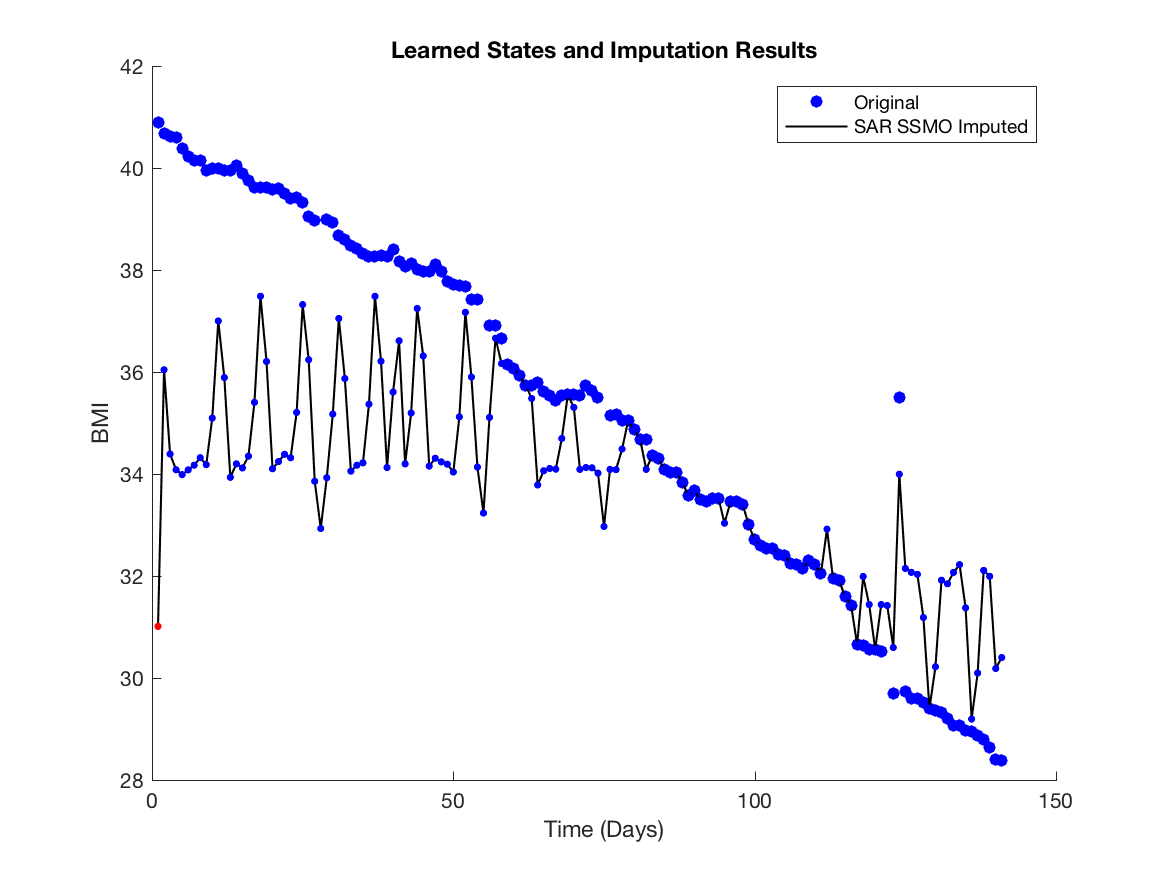 Learned States and Imputation Results
Original
SAR SSMO Imputed
42
40
38
36
34
32
30
28
BMI
0
50
100
150
Time (Days)